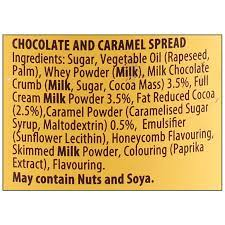 CHOCOLATE AND CARAMEL SPREAD
Ingredients: Sugar, Vegetable Oil (Rapeseed,
Palm), Whey Powder (Milk), Milk Chocolate
Crumb (Milk, Sugar, Cocoa Mass) 3.5%, Full
Cream Milk Powder 3.5%, Fat Reduced Cocoa
(2.5%),Caramel Powder (Caramelised Sugar
Syrup, Maltodextrin) 0.5%, Emulsifier
(Sunflower Lecithin), Honeycomb Flavouring,
Skimmed Milk Powder, Colouring (Paprika
Extract), Flavouring.
May contain Nuts and Soya.